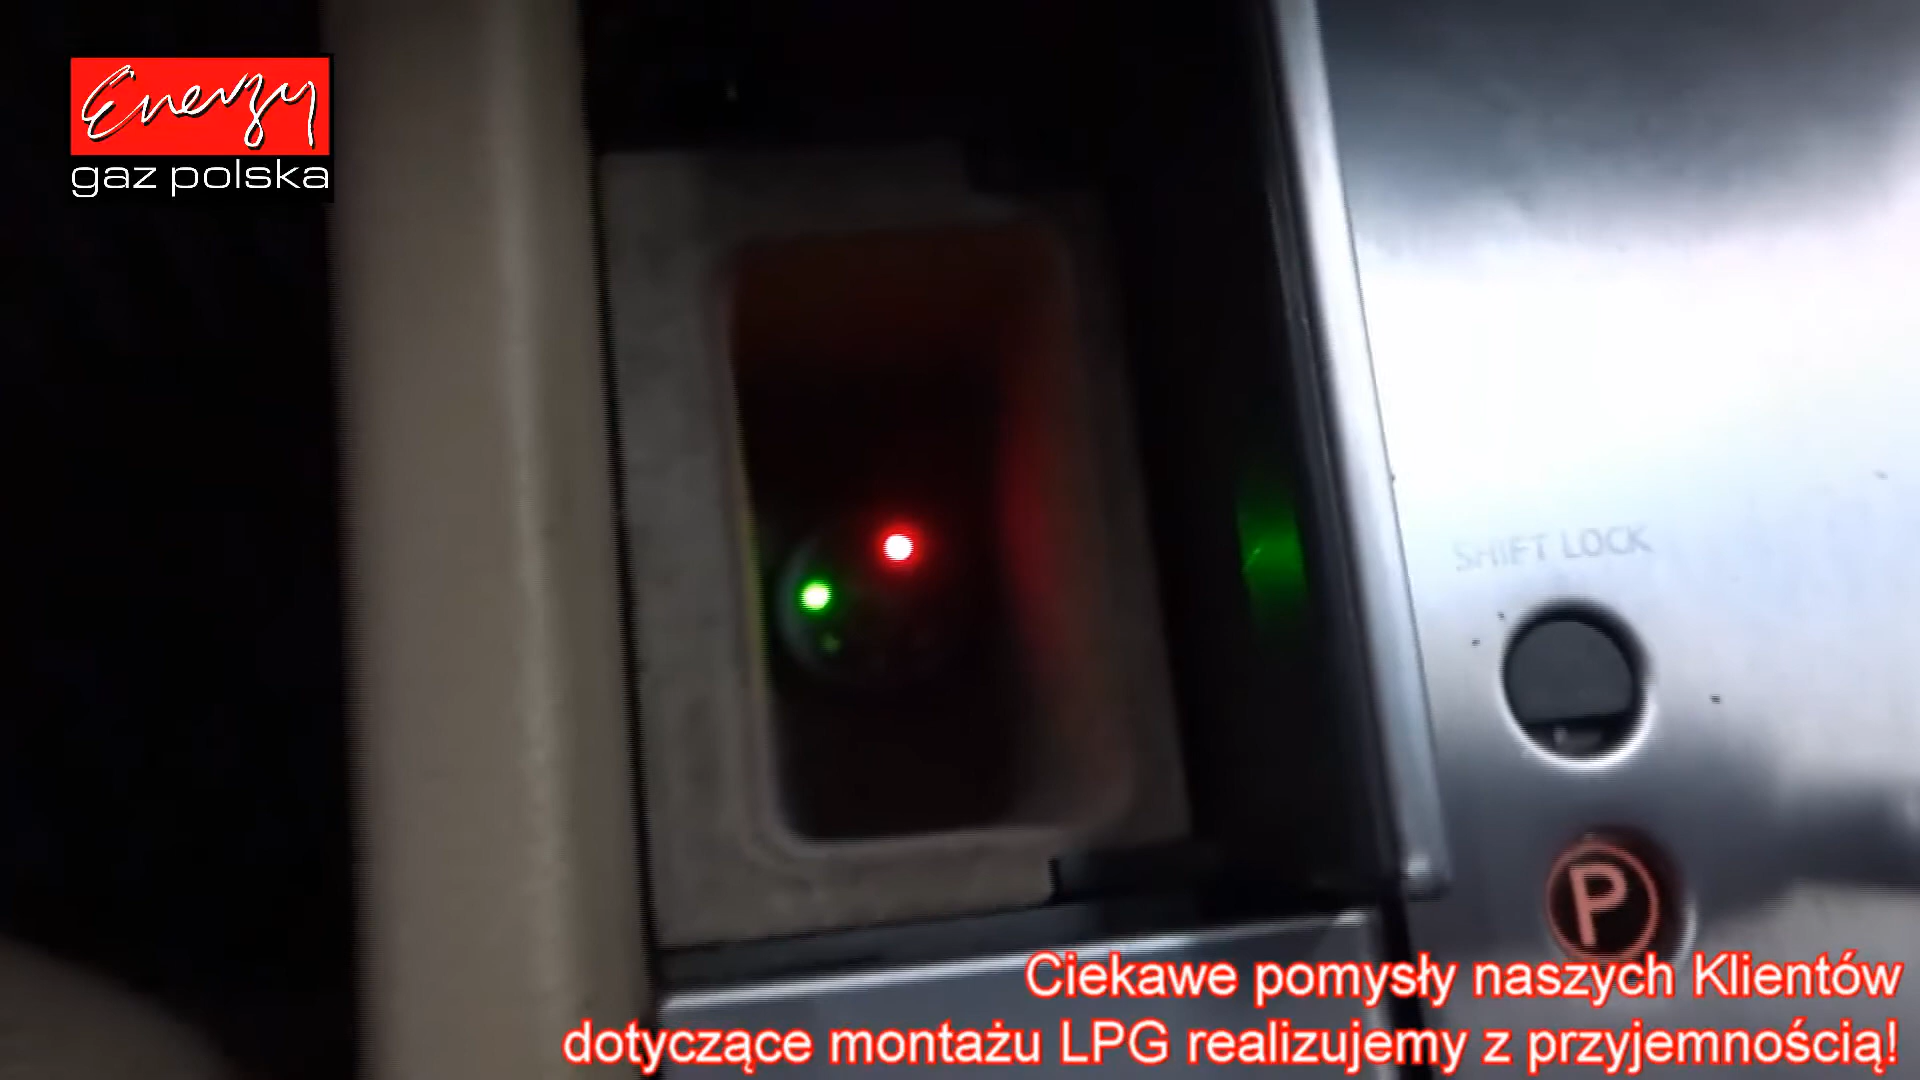 Energy
gaz polska
SHIFT LOCK
P
Ciekawe pomysły naszych Klientów
dotyczące montażu LPG realizujemy z przyjemnością!